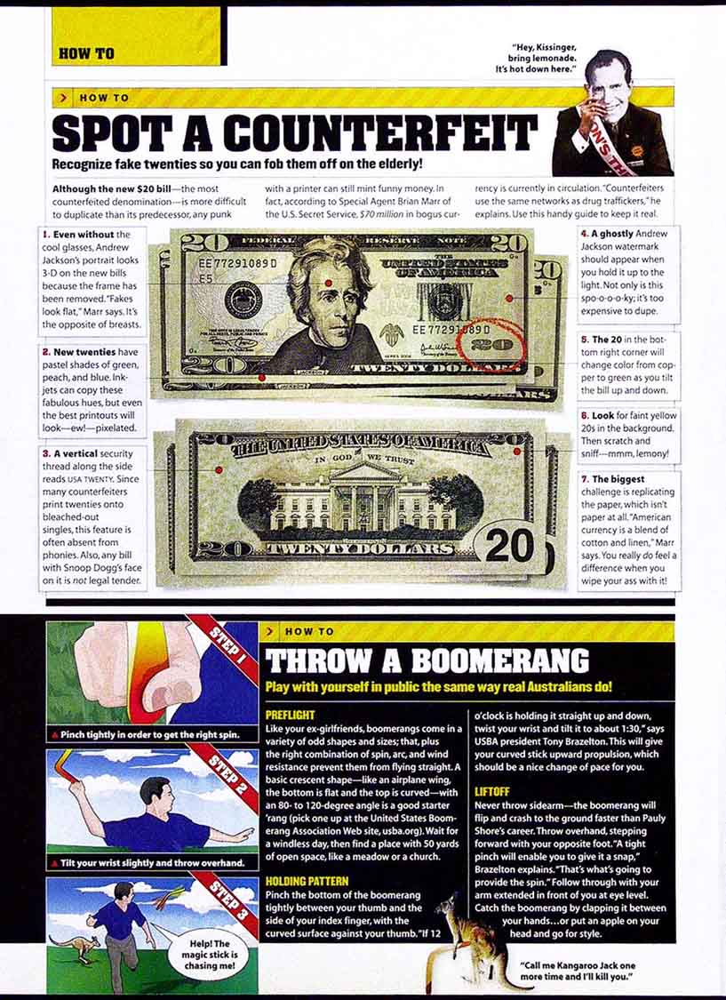 HOW TO
"Hey, Kissinger,
bring lemonade.
It's hot down here."
ON'S TH
> HOW TO
SPOT A COUNTERFEIT
Recognize fake twenties so you can fob them off on the elderly!
Although the new $20 bill—the most
counterfeited denomination—is more difficult
to duplicate than its predecessor, any punk
with a printer can still mint funny money. In
fact, according to Special Agent Brian Marr of
the U.S. Secret Service, $70 million in bogus cur-
rency is currently in circulation. "Counterfeiters
use the same networks as drug traffickers," he
explains. Use this handy guide to keep it real.
1. Even without the
cool glasses, Andrew
Jackson's portrait looks
3-D on the new bills
because the frame has
been removed. "Fakes
look flat," Marr says. It's
the opposite of breasts.
2. New twenties have
pastel shades of green,
peach, and blue. Ink-
jets can copy these
fabulous hues, but even
the best printouts will
look—ew!—pixelated.
3. A vertical security
thread along the side
reads USA TWENTY. Since
many counterfeiters
print twenties onto
bleached-out
singles, this feature is
often absent from
phonies. Also, any bill
with Snoop Dogg's face
on it is not legal tender.
20 FEDERAL RESERVE NOTE 20
EE 77291089 D
E5
THE
UNITED STATES
OF AMERICA
EE 77291089 D
20
20 JACKSON TWENTY DOLLARS
JACKSON
20 THE UNITED STATES OF AMERICA 20
IN GOD WE TRUST
20 TWENTY DOLLARS 20
4. A ghostly Andrew
Jackson watermark
should appear when
you hold it up to the
light. Not only is this
spo-o-o-ky; it's too
expensive to dupe.
5. The 20 in the bot-
tom right corner will
change color from cop-
per to green as you tilt
the bill up and down.
6. Look for faint yellow
20s in the background.
Then scratch and
sniff—mmm, lemony!
7. The biggest
challenge is replicating
the paper, which isn't
paper at all. "American
currency is a blend of
cotton and linen," Marr
says. You really do feel a
difference when you
wipe your ass with it!
STEP 1
▲ Pinch tightly in order to get the right spin.
STEP 2
▲ Tilt your wrist slightly and throw overhand.
STEP 3
Help! The
magic stick is
chasing me!
> HOW TO
THROW A BOOMERANG
Play with yourself in public the same way real Australians do!
PREFLIGHT
Like your ex-girlfriends, boomerangs come in a
variety of odd shapes and sizes; that, plus
the right combination of spin, arc, and wind
resistance prevent them from flying straight. A
basic crescent shape—like an airplane wing,
the bottom is flat and the top is curved—with
an 80- to 120-degree angle is a good starter
'rang (pick one up at the United States Boom-
erang Association Web site, usba.org). Wait for
a windless day, then find a place with 50 yards
of open space, like a meadow or a church.
HOLDING PATTERN
Pinch the bottom of the boomerang
tightly between your thumb and the
side of your index finger, with the
curved surface against your thumb. "If 12
o'clock is holding it straight up and down,
twist your wrist and tilt it to about 1:30," says
USBA president Tony Brazelton. This will give
your curved stick upward propulsion, which
should be a nice change of pace for you.
LIFTOFF
Never throw sidearm—the boomerang will
flip and crash to the ground faster than Pauly
Shore's career. Throw overhand, stepping
forward with your opposite foot. "A tight
pinch will enable you to give it a snap,"
Brazelton explains. "That's what's going to
provide the spin." Follow through with your
arm extended in front of you at eye level.
Catch the boomerang by clapping it between
your hands…or put an apple on your
head and go for style.
"Call me Kangaroo Jack one
more time and I'll kill you."